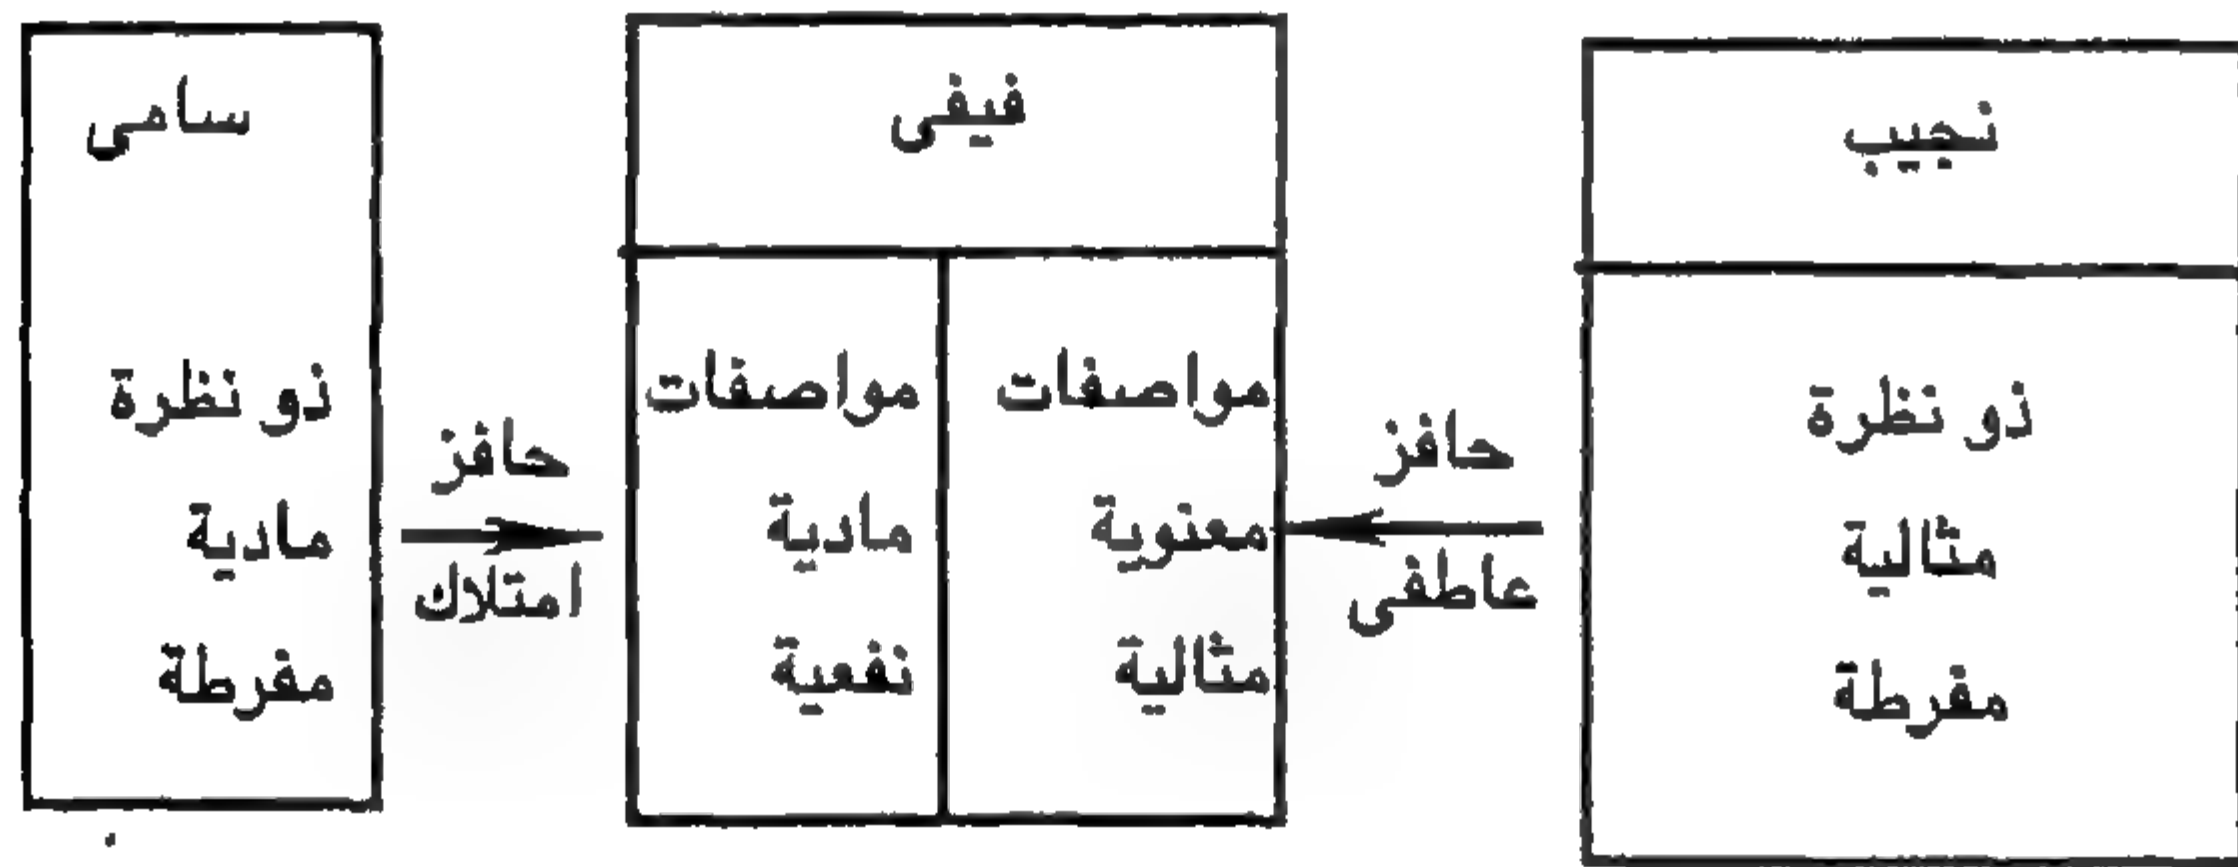 نجيب
ذو نظرة
مثالية
مفرطة
حافز
عاطفى
فيفى
مواصفات
معنوية
مثالية
مواصفات
مادية
نفعية
حافز
امتلاك
سامى
ذو نظرة
مادية
مفرطة